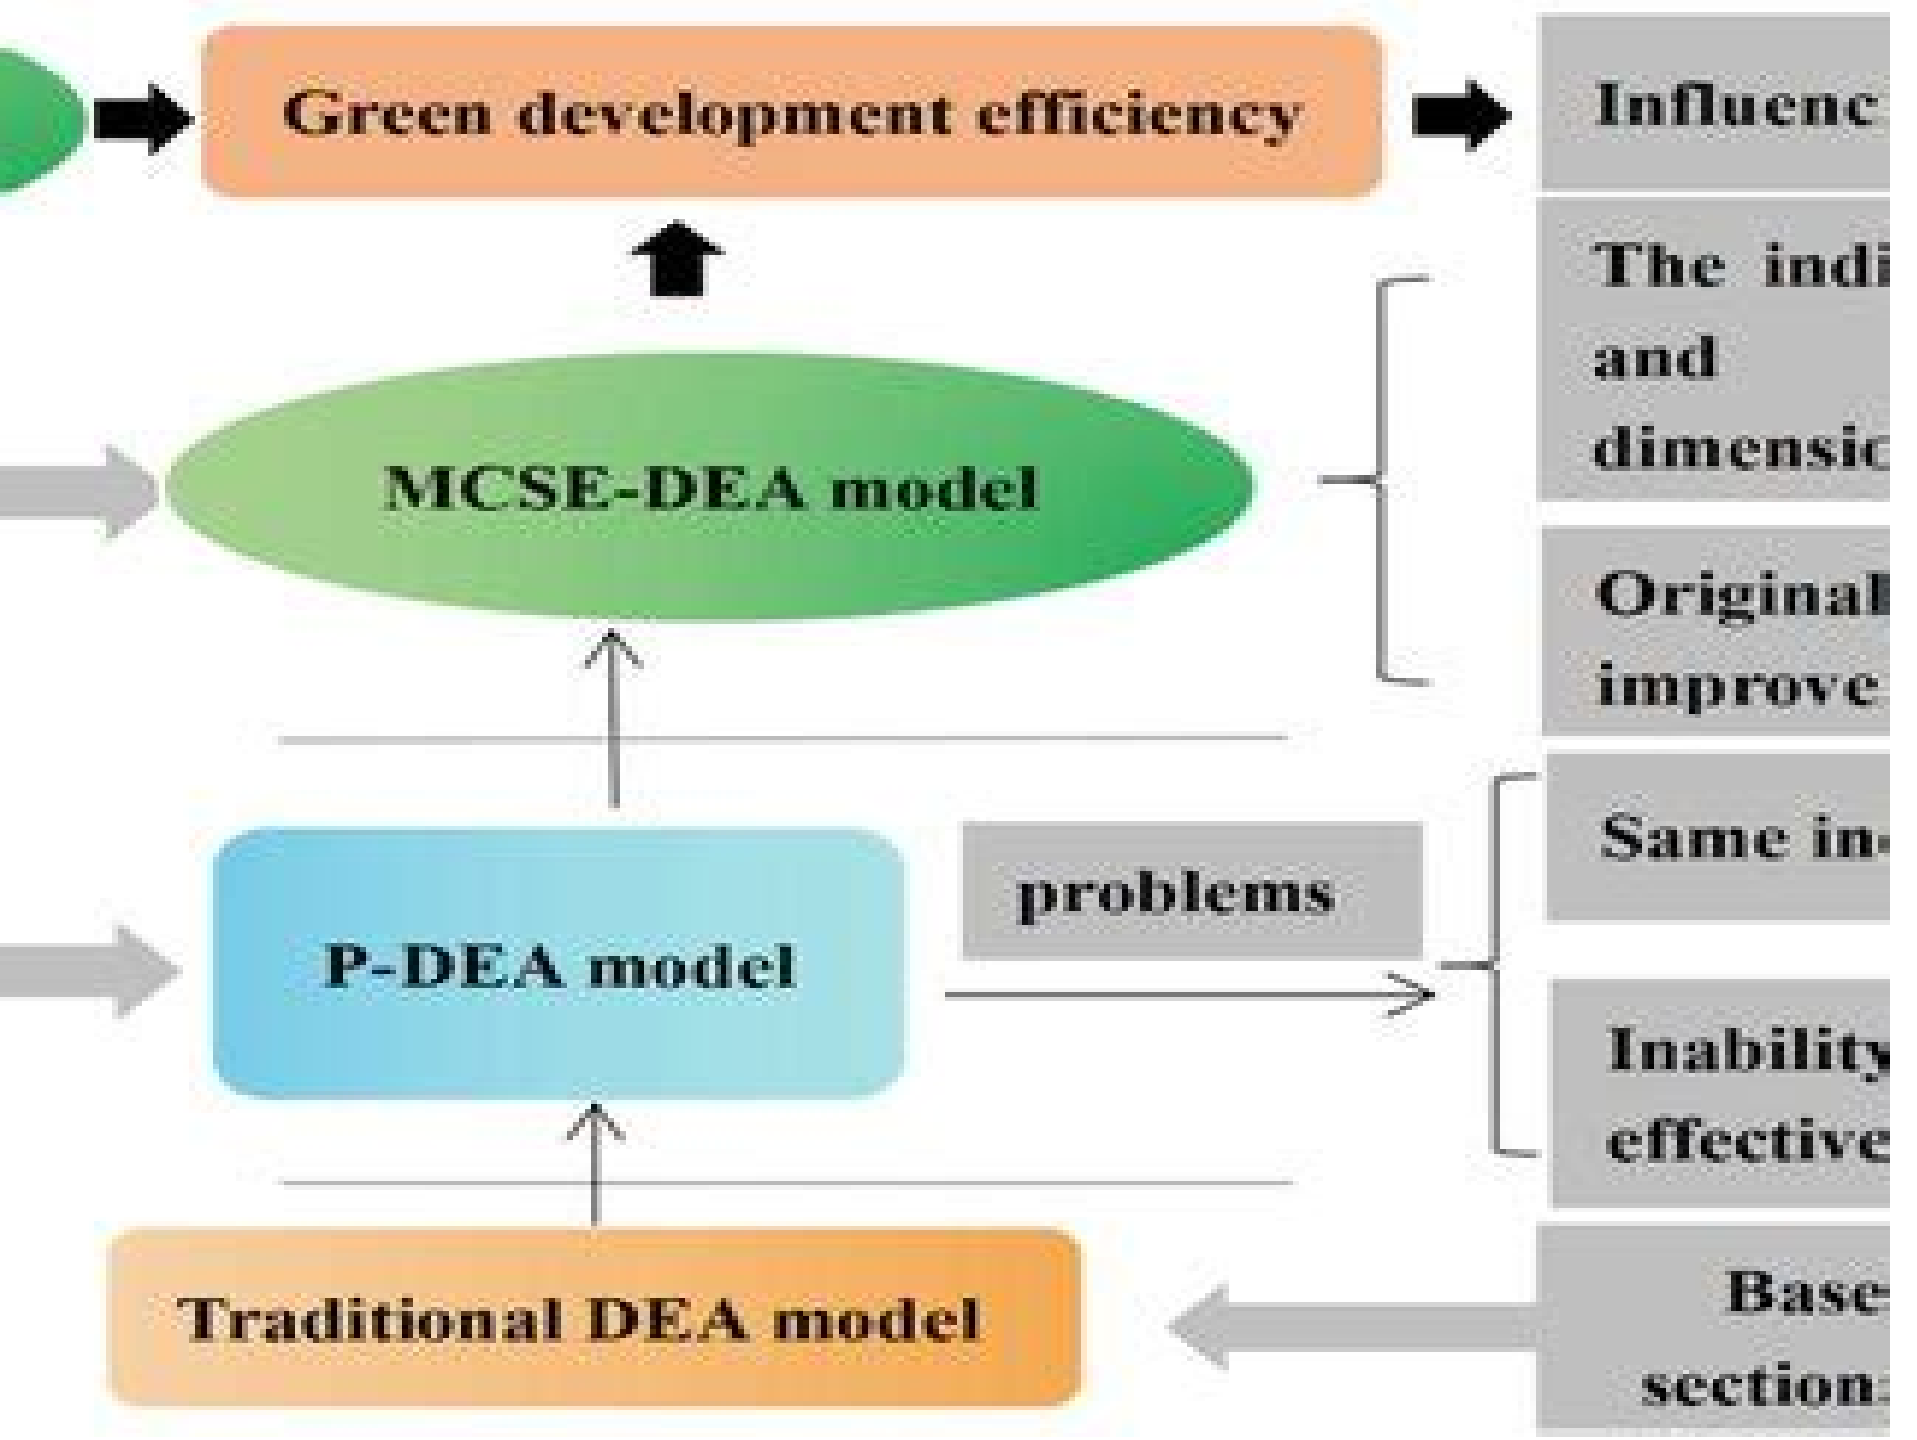 Green development efficiency
Influenc
The indi
and
dimensio
MCSE-DEA model
Original
improve
Same in
problems
P-DEA model
Inability
effective
Traditional DEA model
Base
section